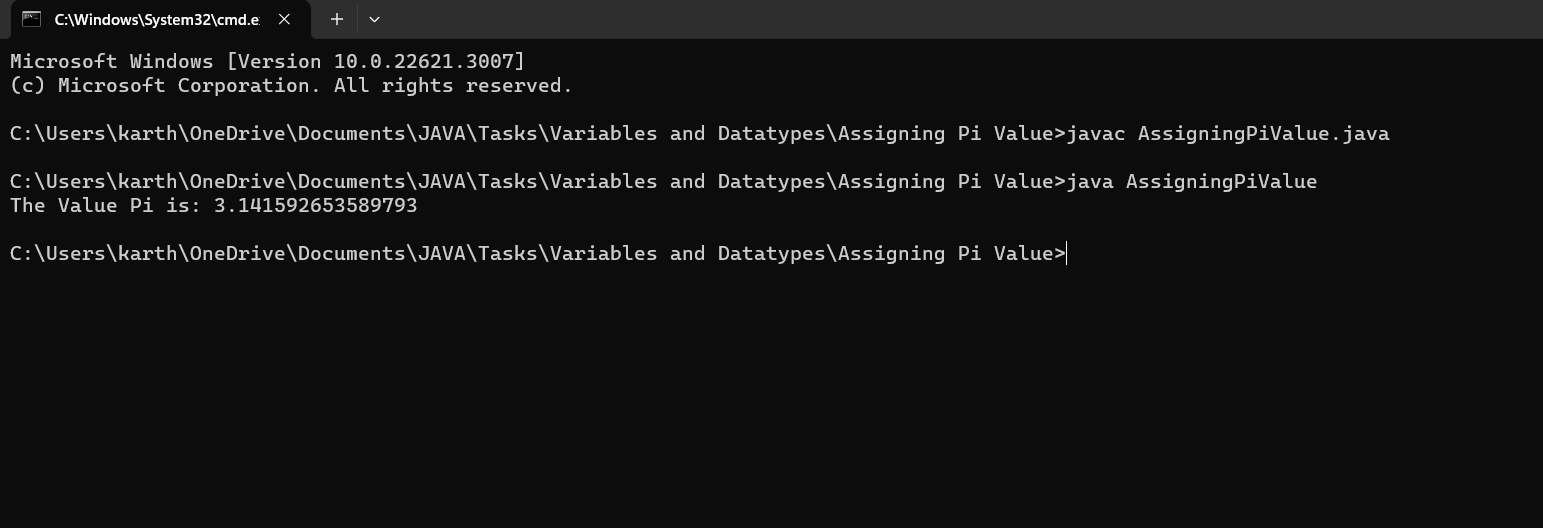 C:\Windows\System32\cmd.e
Microsoft Windows [Version 10.0.22621.3007]
(c) Microsoft Corporation. All rights reserved.
C:\Users\karth\OneDrive\Documents\JAVA\Tasks\Variables and Datatypes\Assigning Pi Value>javac AssigningPiValue.java
C:\Users\karth\OneDrive\Documents\JAVA\Tasks\Variables and Datatypes\Assigning Pi Value>java AssigningPiValue
The Value Pi is: 3.141592653589793
C:\Users\karth\OneDrive\Documents\JAVA\Tasks\Variables and Datatypes\Assigning Pi Value>